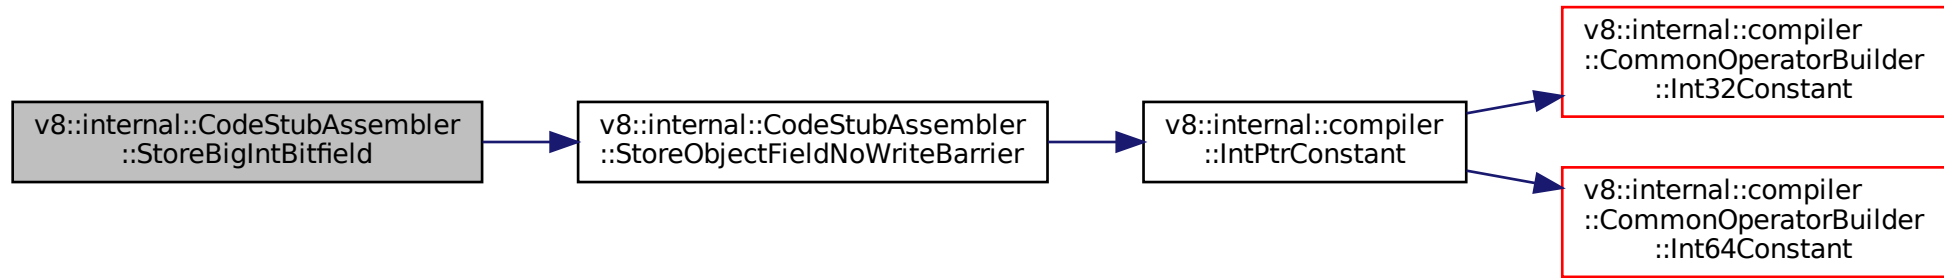 v8::internal::CodeStubAssembler
::StoreBigIntBitfield
v8::internal::CodeStubAssembler
::StoreObjectFieldNoWriteBarrier
v8::internal::compiler
::IntPtrConstant
v8::internal::compiler
::CommonOperatorBuilder
::Int32Constant
v8::internal::compiler
::CommonOperatorBuilder
::Int64Constant